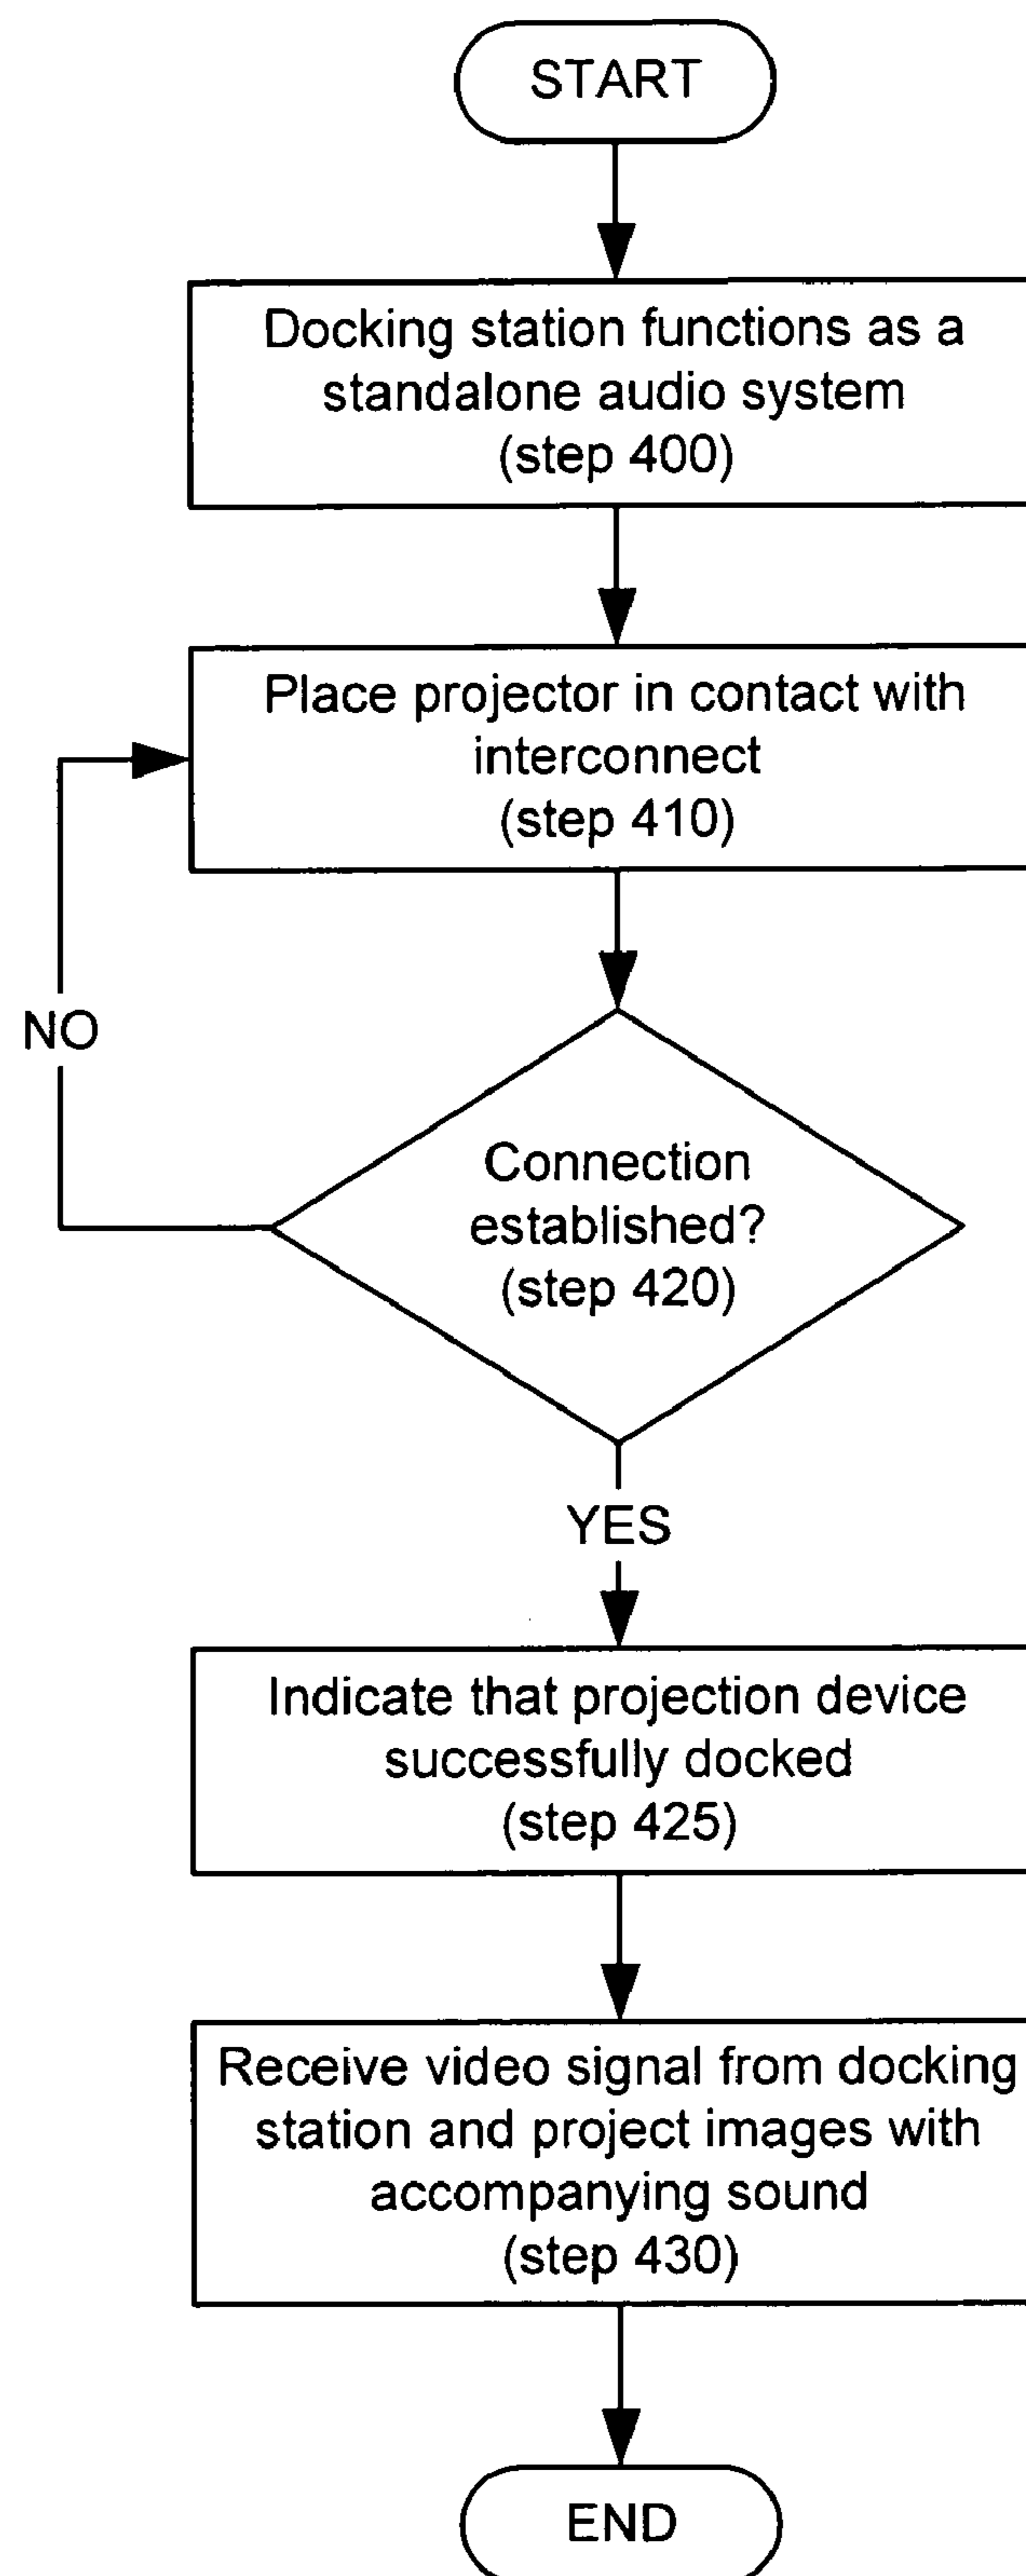 START
Docking station functions as a
standalone audio system
(step 400)
Place projector in contact with
interconnect
(step 410)
NO
Connection
established?
(step 420)
YES
Indicate that projection device
successfully docked
(step 425)
Receive video signal from docking
station and project images with
accompanying sound
(step 430)
END